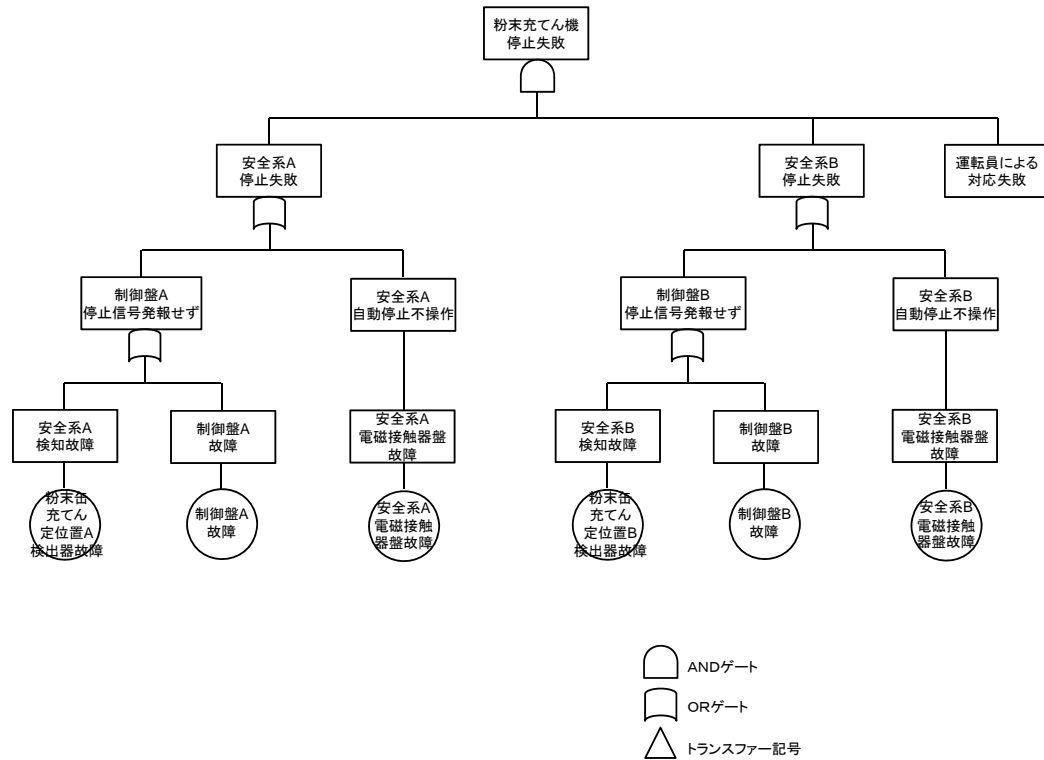 粉末充てん機
停止失敗
安全系A
停止失敗
安全系B
停止失敗
運転員による
対応失敗
制御盤A
停止信号発報せず
安全系A
自動停止不操作
制御盤B
停止信号発報せず
安全系B
自動停止不操作
安全系A
検知故障
制御盤A
故障
安全系A
電磁接触器盤
故障
安全系B
検知故障
制御盤B
故障
安全系B
電磁接触器盤
故障
粉末缶
充てん
定位置A
検出器故障
制御盤A
故障
安全系A
電磁接触
器盤故障
粉末缶
充てん
定位置B
検出器故障
制御盤B
故障
安全系B
電磁接触
器盤故障
ANDゲート
ORゲート
トランスファー記号